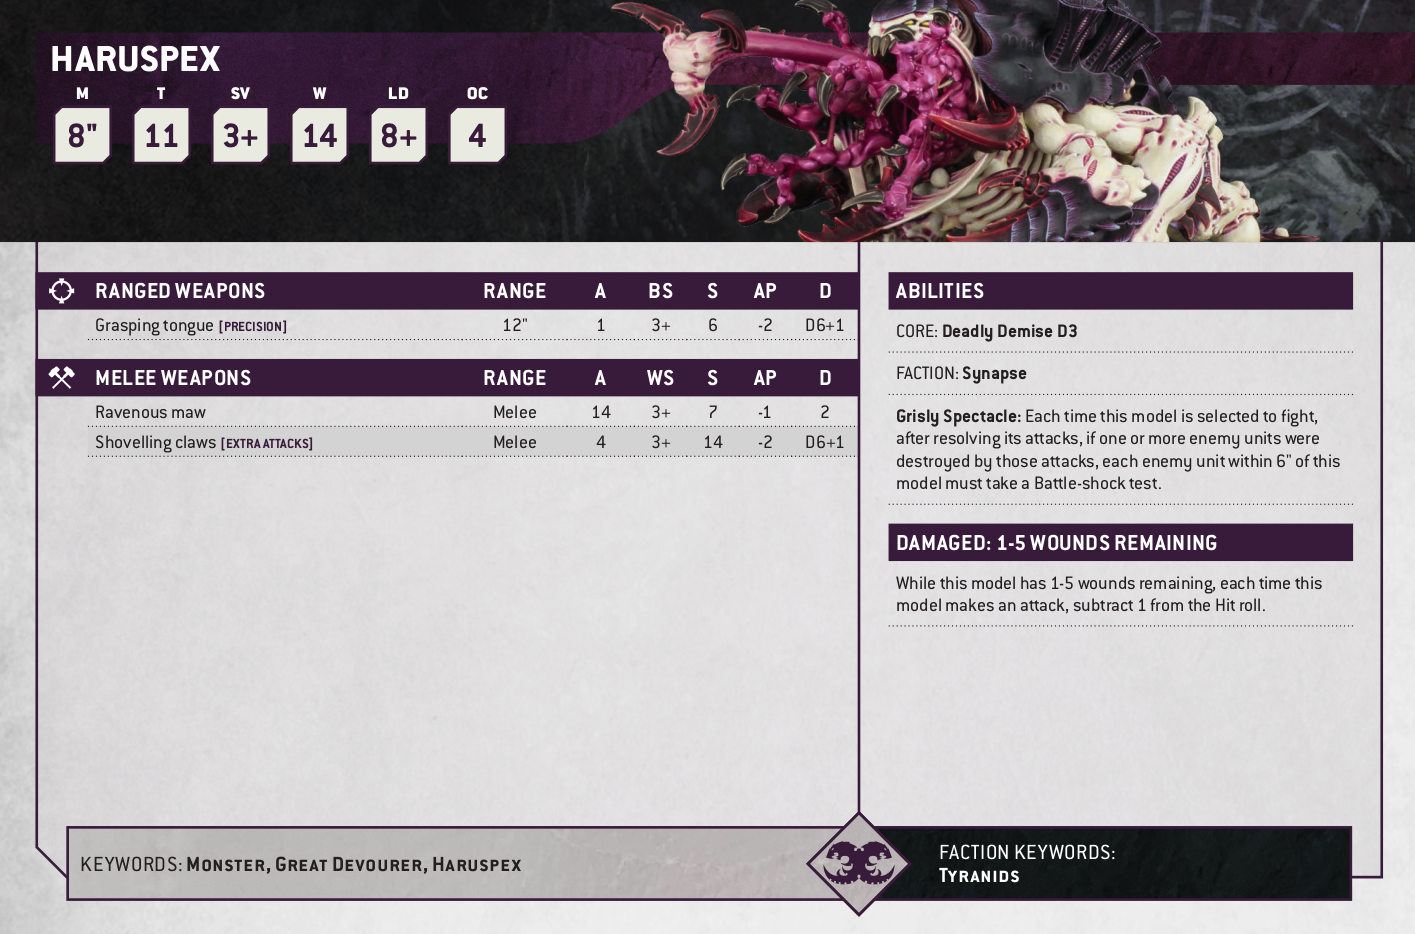 HARUSPEX
M T SV W LD OC
8" 11 3+ 14 8+ 4
RANGED WEAPONS RANGE A BS S AP D
Grasping tongue [PRECISION] 12" 1 3+ 6 -2 D6+1
MELEE WEAPONS RANGE A WS S AP D
Ravenous maw Melee 14 3+ 7 -1 2
Shovelling claws [EXTRA ATTACKS] Melee 4 3+ 14 -2 D6+1
ABILITIES
CORE: Deadly Demise D3
FACTION: Synapse
Grisly Spectacle: Each time this model is selected to fight,
after resolving its attacks, if one or more enemy units were
destroyed by those attacks, each enemy unit within 6" of this
model must take a Battle-shock test.
DAMAGED: 1-5 WOUNDS REMAINING
While this model has 1-5 wounds remaining, each time this
model makes an attack, subtract 1 from the Hit roll.
KEYWORDS: MONSTER, GREAT DEVOURER, HARUSPEX
FACTION KEYWORDS:
TYRANIDS